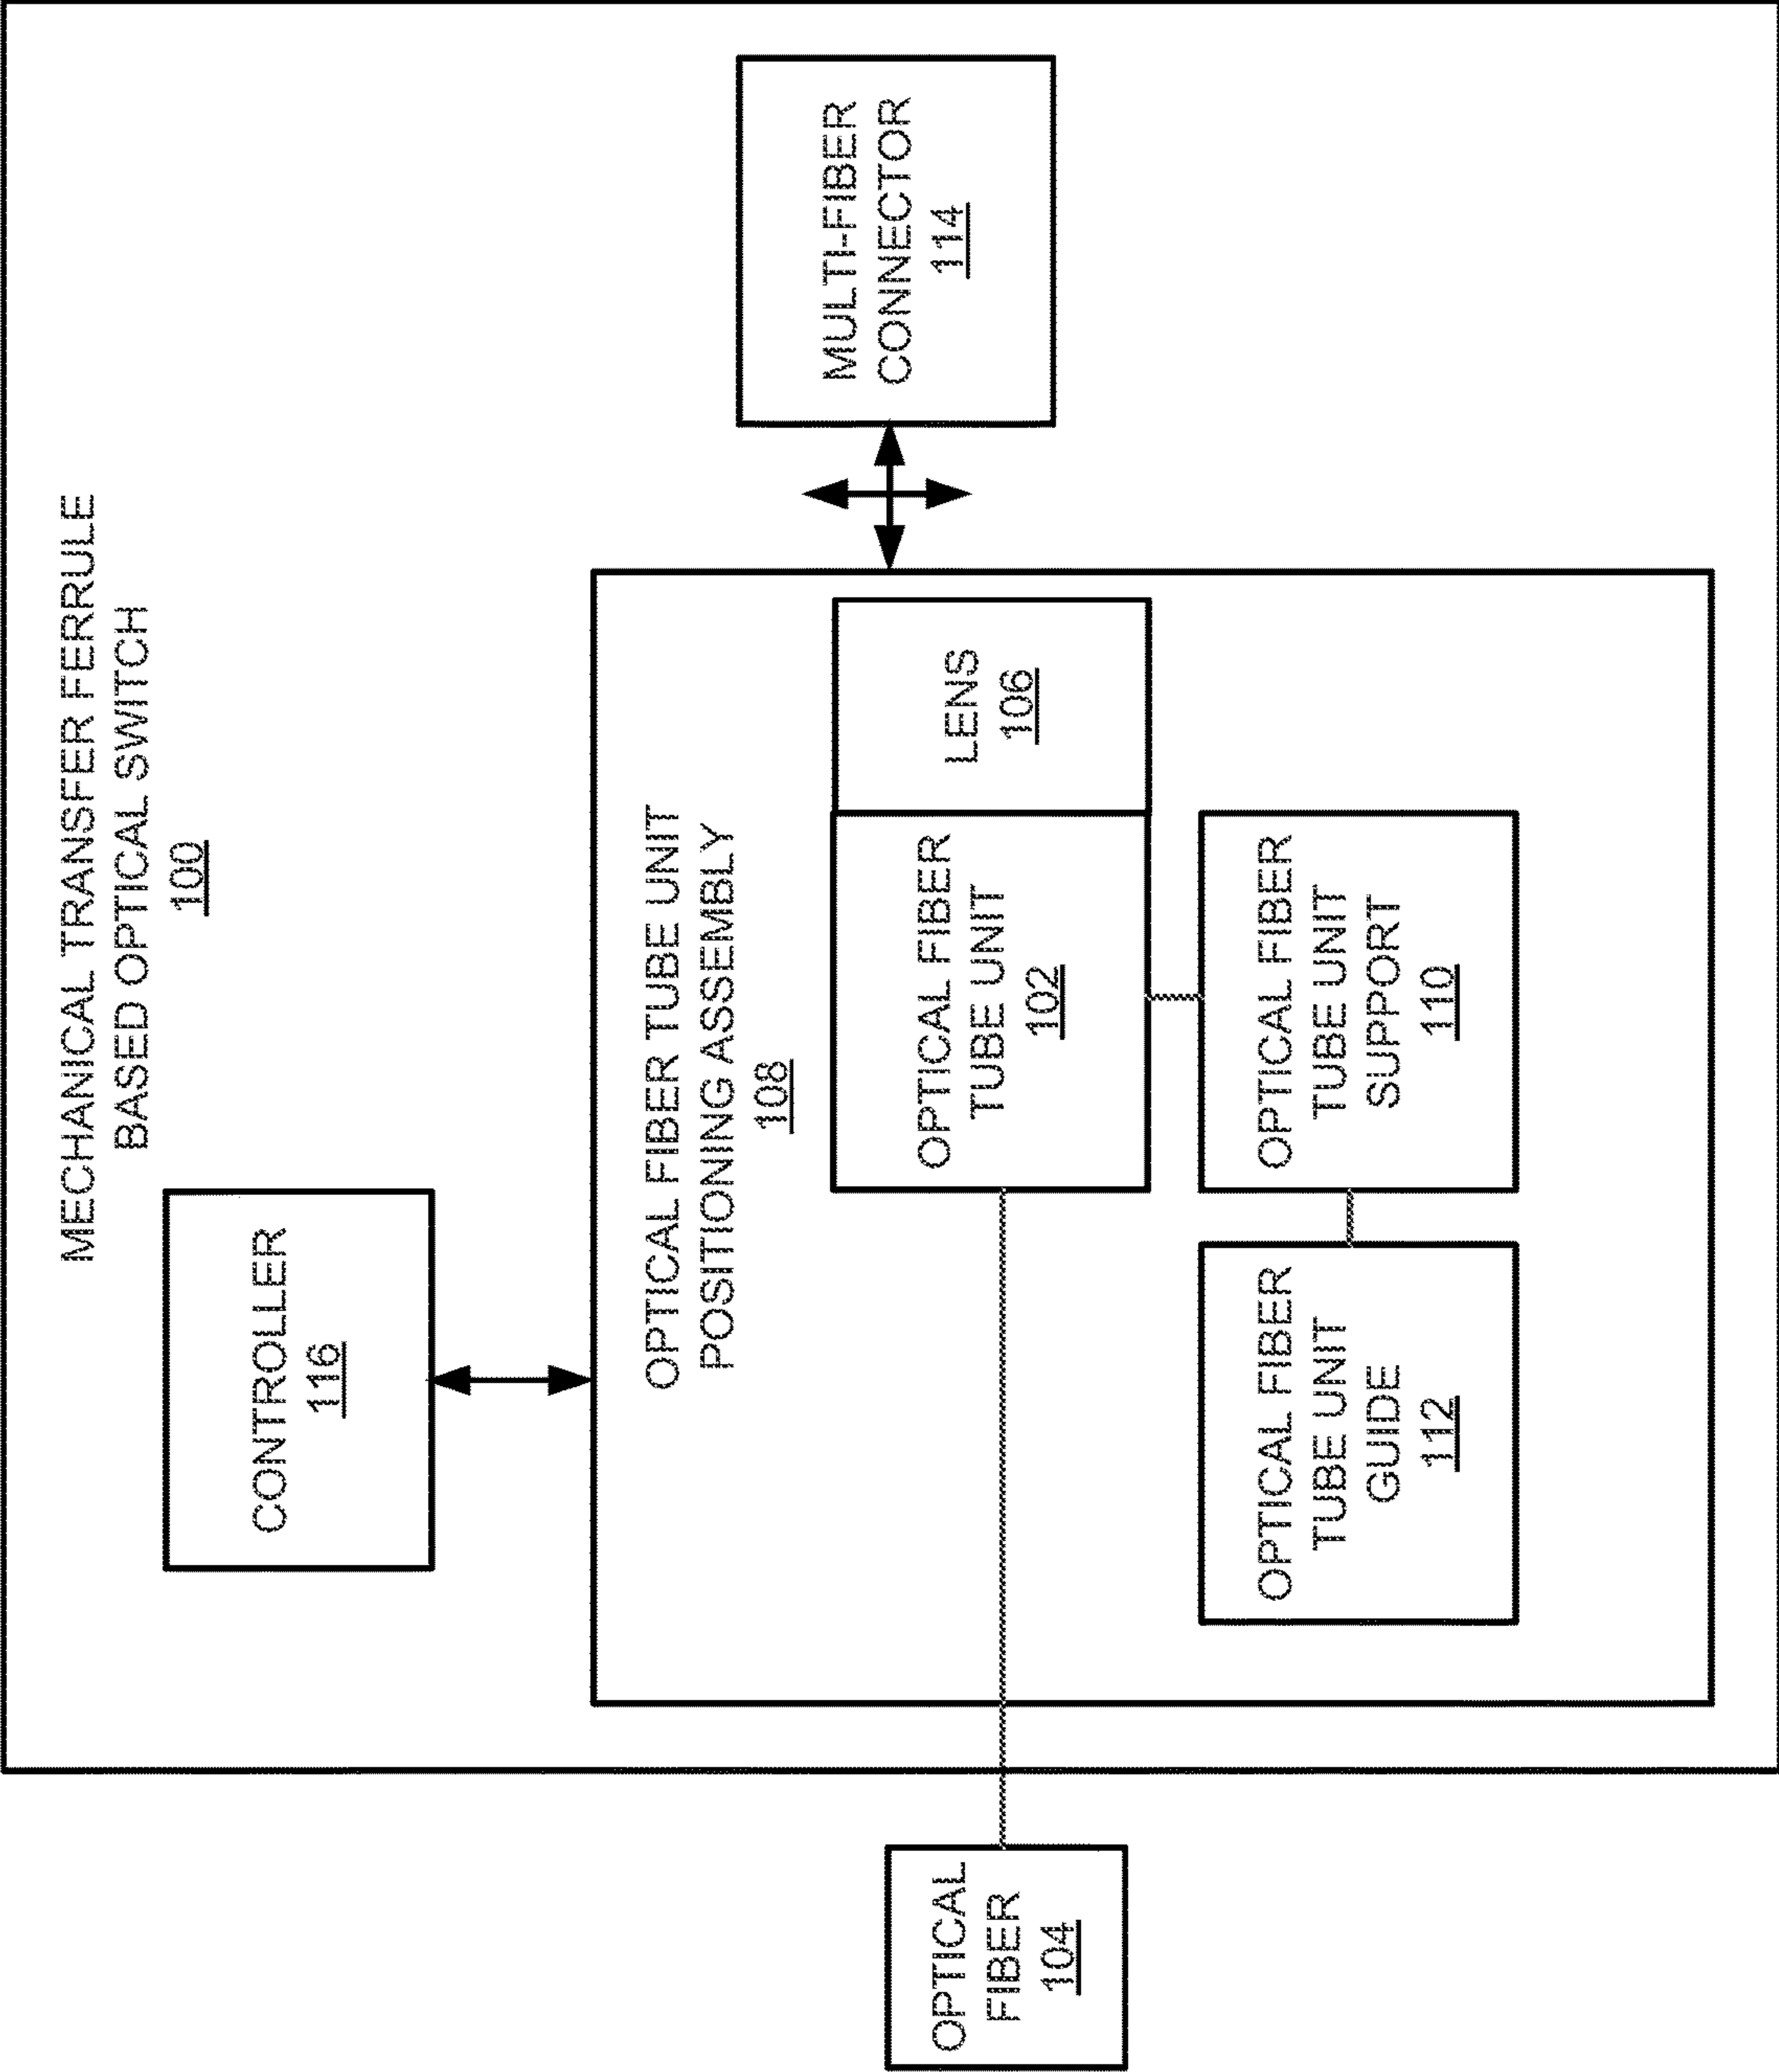 MECHANICAL TRANSFER FERRULE
BASED OPTICAL SWITCH
100
CONTROLLER
116
OPTICAL FIBER TUBE UNIT
POSITIONING ASSEMBLY
108
MULTI-FIBER
CONNECTOR
114
OPTICAL
FIBER
104
OPTICAL FIBER
TUBE UNIT
102
LENS
106
OPTICAL FIBER
TUBE UNIT
GUIDE
112
OPTICAL FIBER
TUBE UNIT
SUPPORT
110